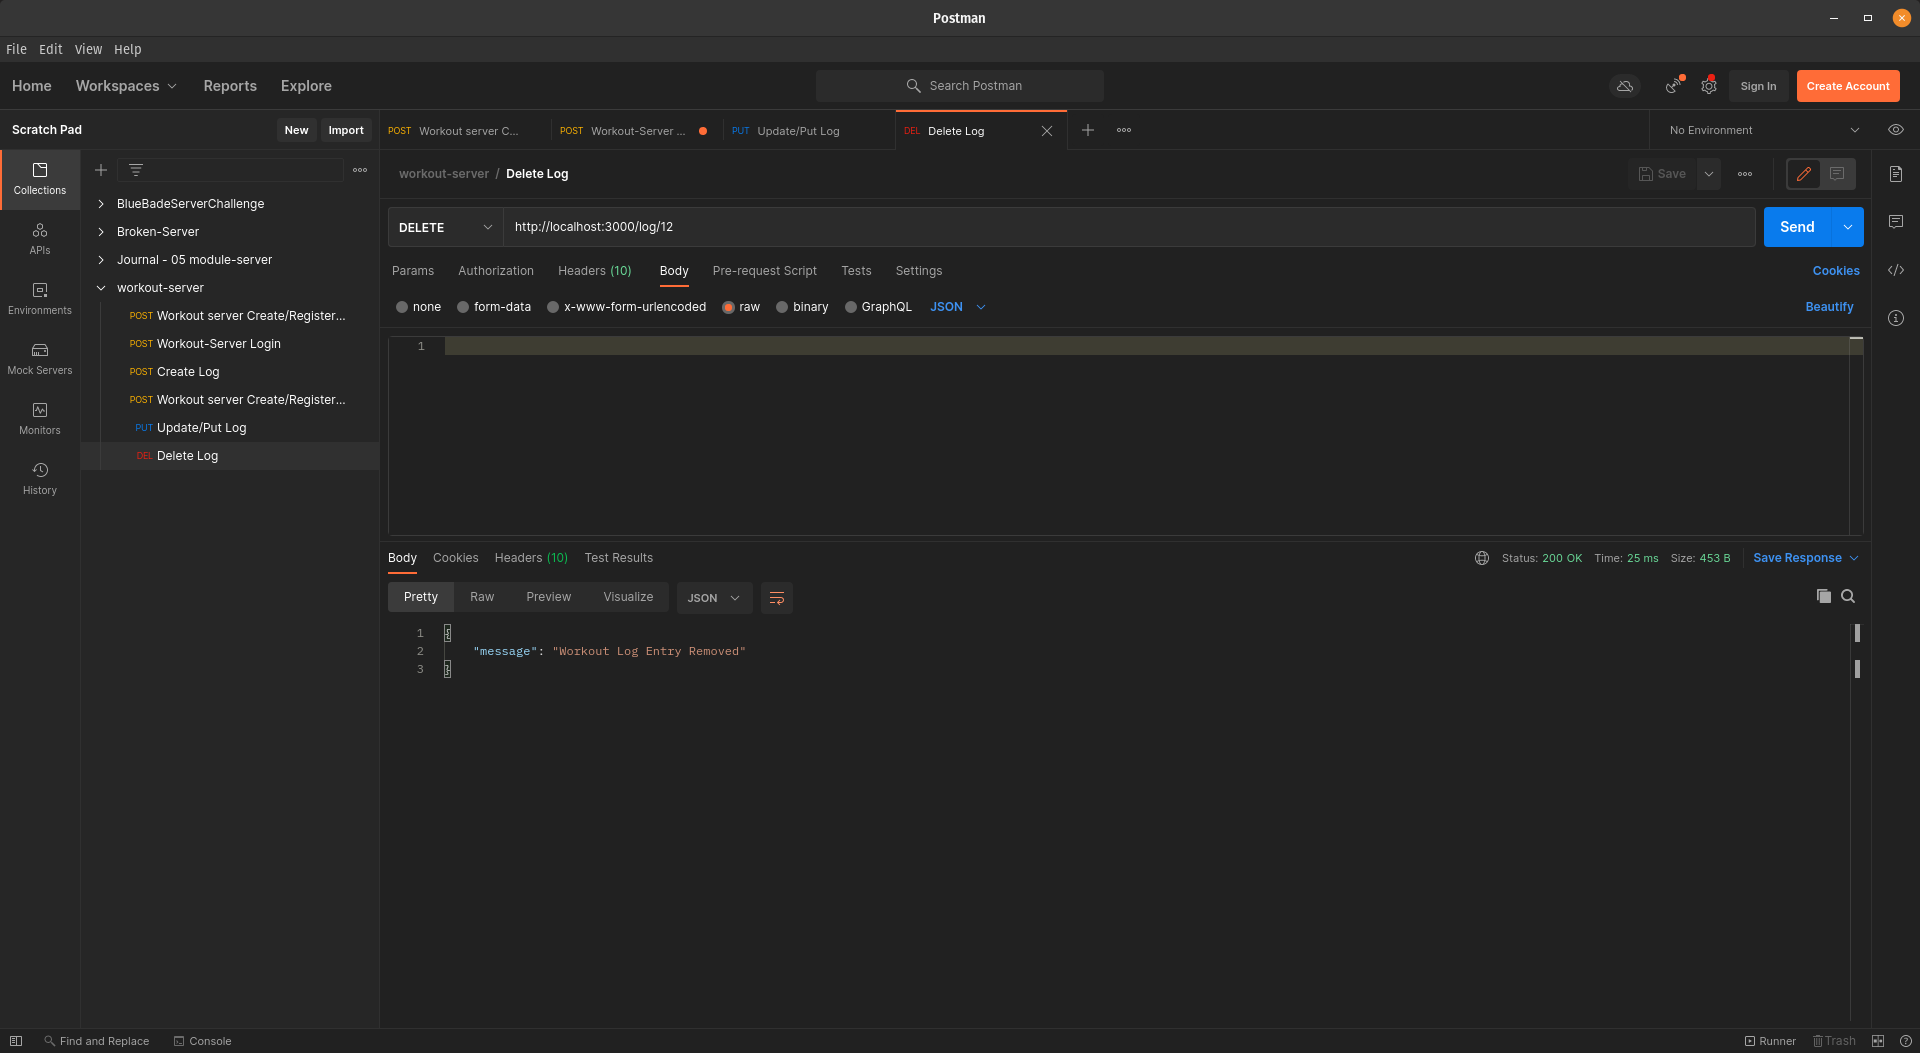 Postman
File Edit View Help
Home Workspaces Reports Explore Search Postman Sign In Create Account
Scratch Pad New Import
POST Workout server C... POST Workout-Server ... PUT Update/Put Log DEL Delete Log No Environment
Collections
APIs
Environments
Mock Servers
Monitors
History
BlueBadeServerChallenge
Broken-Server
Journal - 05 module-server
workout-server
POST Workout server Create/Register...
POST Workout-Server Login
POST Create Log
POST Workout server Create/Register...
PUT Update/Put Log
DEL Delete Log
workout-server / Delete Log Save
DELETE http://localhost:3000/log/12 Send
Params Authorization Headers (10) Body Pre-request Script Tests Settings Cookies
none form-data x-www-form-urlencoded raw binary GraphQL JSON Beautify
1
Body Cookies Headers (10) Test Results Status: 200 OK Time: 25 ms Size: 453 B Save Response
Pretty Raw Preview Visualize JSON
1 {
2 "message": "Workout Log Entry Removed"
3 }
Find and Replace Console Runner Trash